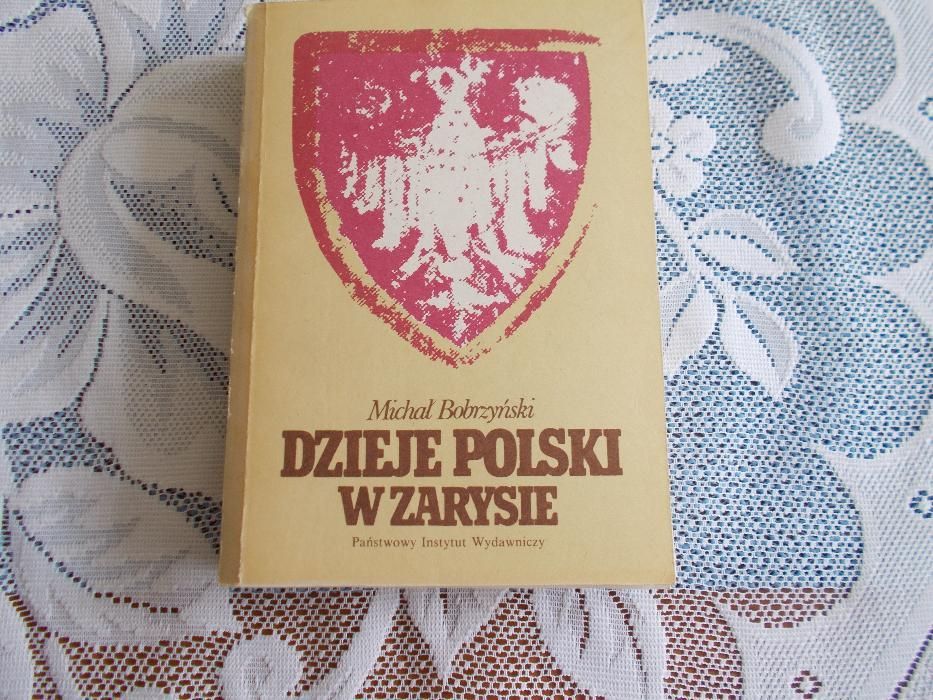 Michał Bobrzyński
DZIEJE POLSKI
W ZARYSIE
Państwowy Instytut Wydawniczy